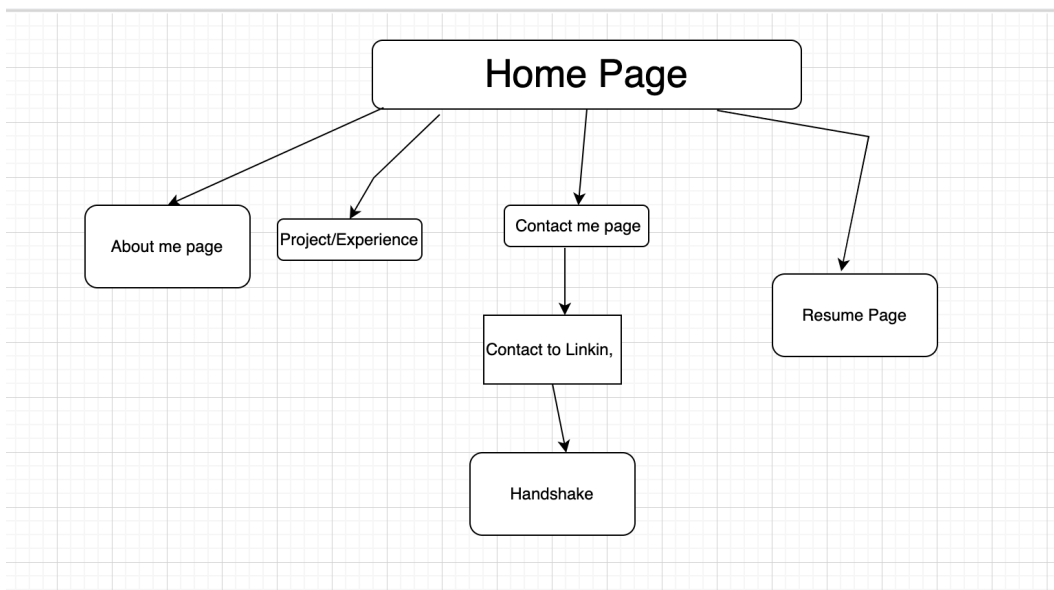 Home Page
About me page
Project/Experience
Contact me page
Resume Page
Contact to Linkin,
Handshake